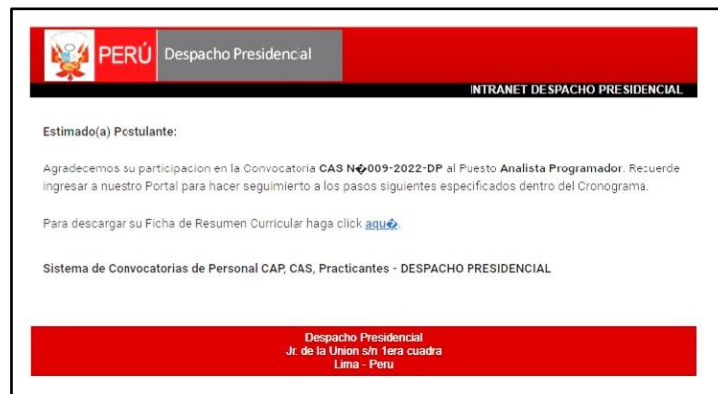 PERÚ Despacho Presidencial
INTRANET DESPACHO PRESIDENCIAL
Estimado(a) Postulante:
Agradecemos su participacion en la Convocatoria CAS N�009-2022-DP al Puesto Analista Programador. Recuerde
ingresar a nuestro Portal para hacer seguimiento a los pasos siguientes especificados dentro del Cronograma.
Para descargar su Ficha de Resumen Curricular haga click aqu�.
Sistema de Convocatorias de Personal CAP, CAS, Practicantes - DESPACHO PRESIDENCIAL
Despacho Presidencial
Jr. de la Union s/n 1era cuadra
Lima - Peru